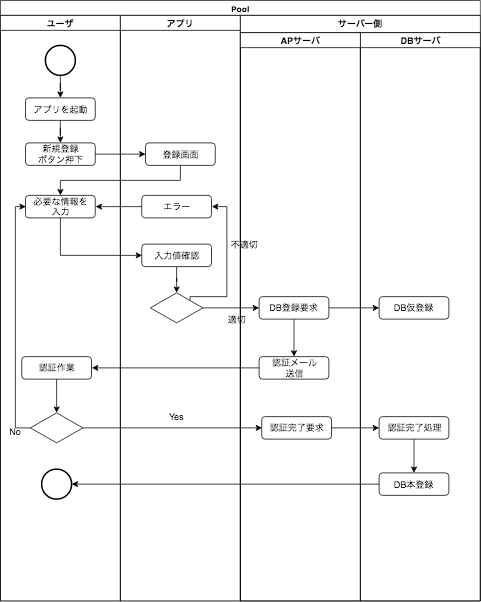 Pool
ユーザ
アプリ
サーバー側
APサーバ
DBサーバ
アプリを起動
新規登録
ボタン押下
登録画面
必要な情報を
入力
エラー
不適切
入力値確認
適切
DB登録要求
DB仮登録
認証メール
送信
認証作業
No
Yes
認証完了要求
認証完了処理
DB本登録